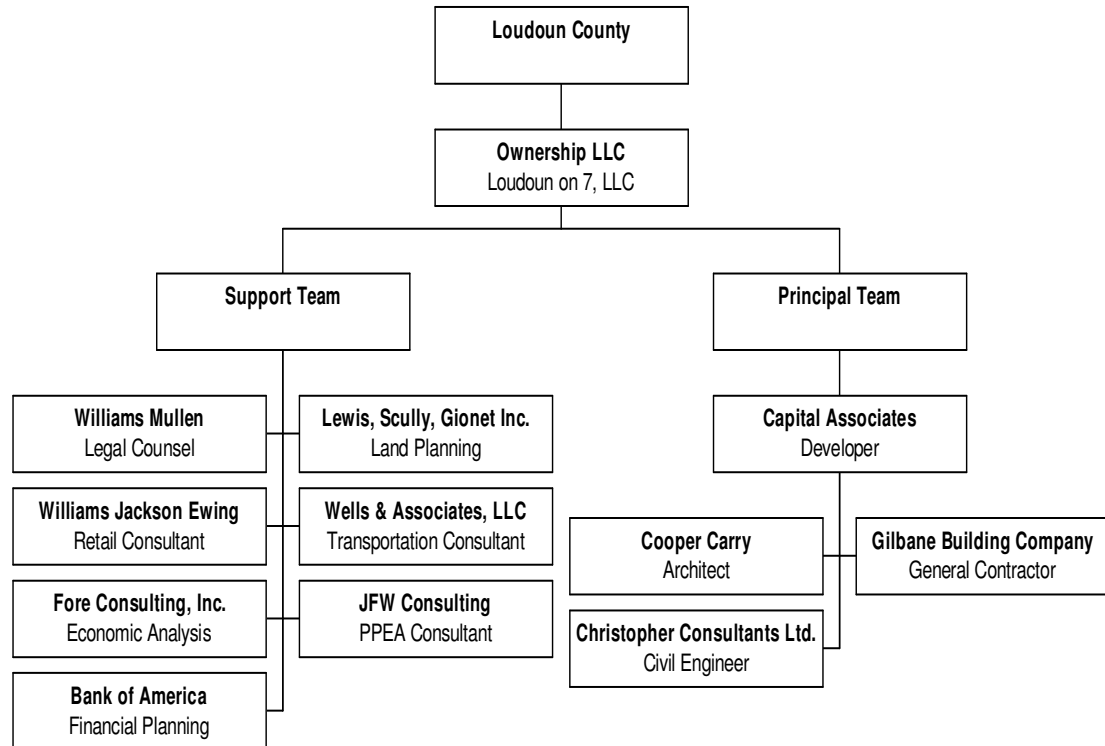 Loudoun County
Ownership LLC
Loudoun on 7, LLC
Support Team
Principal Team
Williams Mullen
Legal Counsel
Lewis, Scully, Gionet Inc.
Land Planning
Capital Associates
Developer
Williams Jackson Ewing
Retail Consultant
Wells & Associates, LLC
Transportation Consultant
Cooper Carry
Architect
Gilbane Building Company
General Contractor
Fore Consulting, Inc.
Economic Analysis
JFW Consulting
PPEA Consultant
Christopher Consultants Ltd.
Civil Engineer
Bank of America
Financial Planning